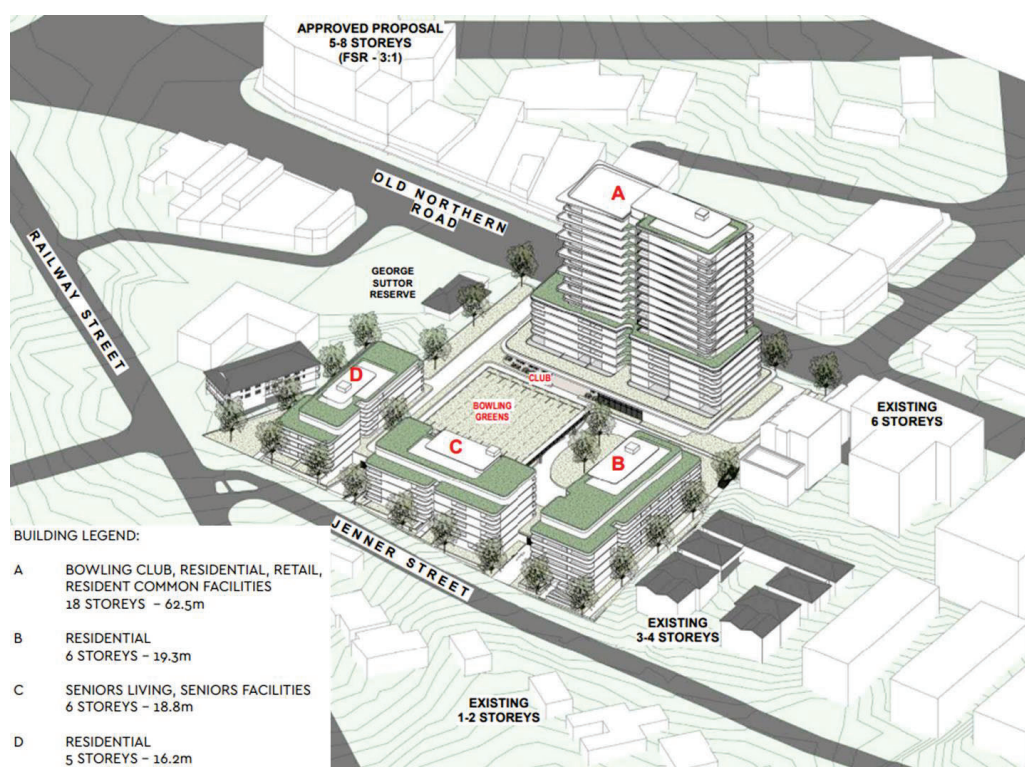 APPROVED PROPOSAL
5-8 STOREYS
(FSR - 3:1)
OLD NORTHERN
ROAD
RAILWAY STREET
GEORGE
SUTTOR
RESERVE
A
D
CLUB
BOWLING
GREENS
C
B
EXISTING
6 STOREYS
JENNER STREET
EXISTING
3-4 STOREYS
EXISTING
1-2 STOREYS
BUILDING LEGEND:
A BOWLING CLUB, RESIDENTIAL, RETAIL,
RESIDENT COMMON FACILITIES
18 STOREYS – 62.5m
B RESIDENTIAL
6 STOREYS – 19.3m
C SENIORS LIVING, SENIORS FACILITIES
6 STOREYS – 18.8m
D RESIDENTIAL
5 STOREYS – 16.2m